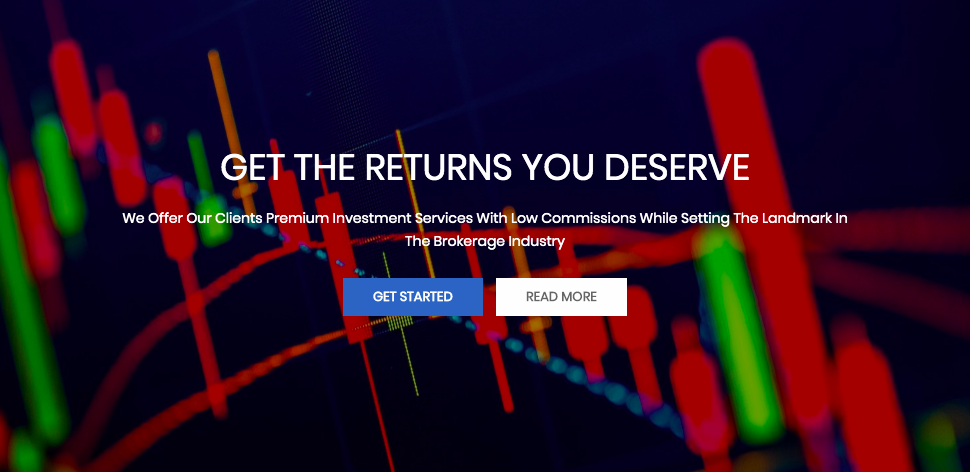 GET THE RETURNS YOU DESERVE
We Offer Our Clients Premium Investment Services With Low Commissions While Setting The Landmark In
The Brokerage Industry
GET STARTED
READ MORE